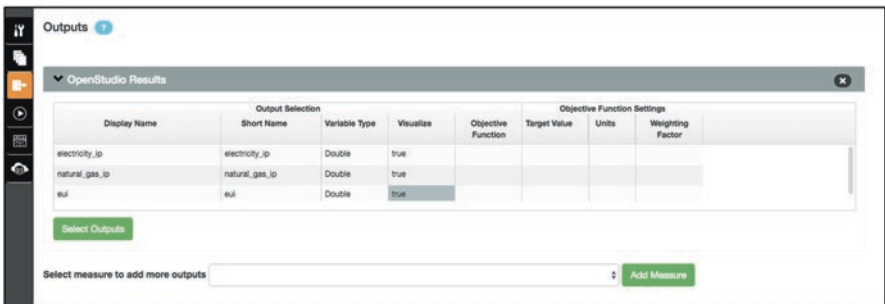 Outputs ?
OpenStudio Results
Output Selection Objective Function Settings
Display Name Short Name Variable Type Visualize Objective Function Target Value Units Weighting Factor
electricity_ip electricity_ip Double true
natural_gas_ip natural_gas_ip Double true
eui eui Double true
Select Outputs
Select measure to add more outputs Add Measure